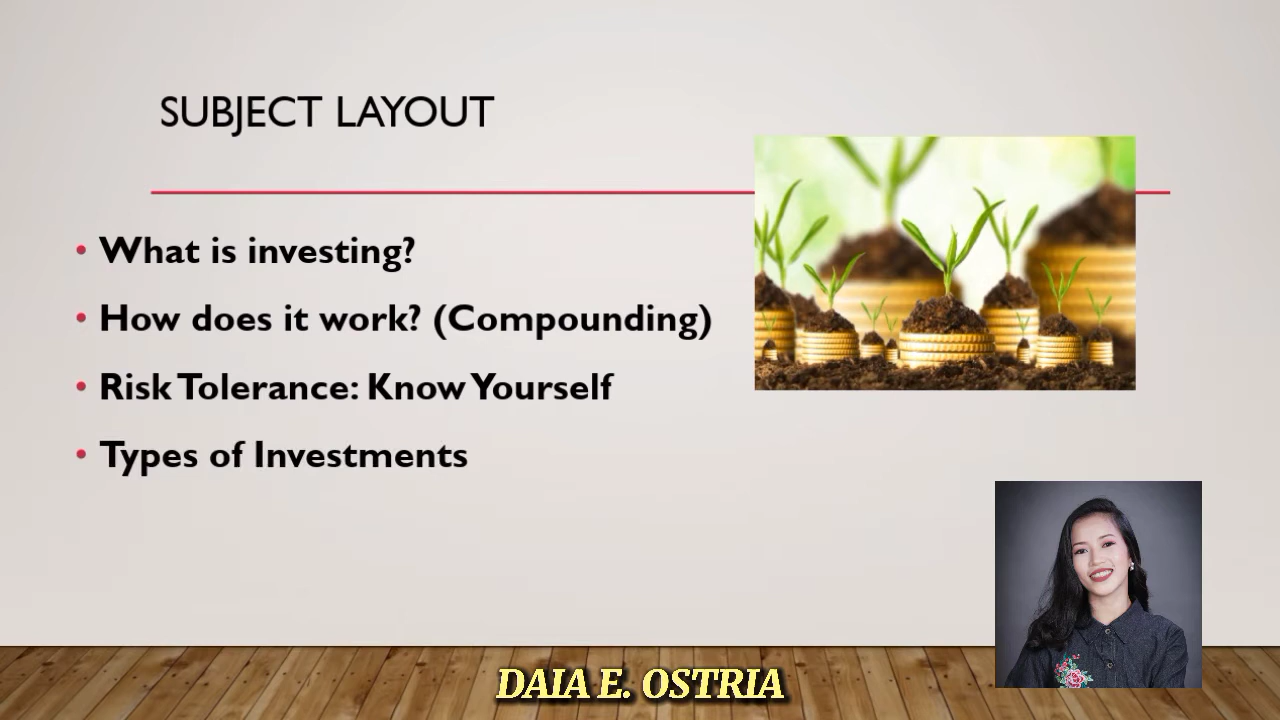 SUBJECT LAYOUT
• What is investing?
• How does it work? (Compounding)
• Risk Tolerance: Know Yourself
• Types of Investments
DAIA E. OSTRIA